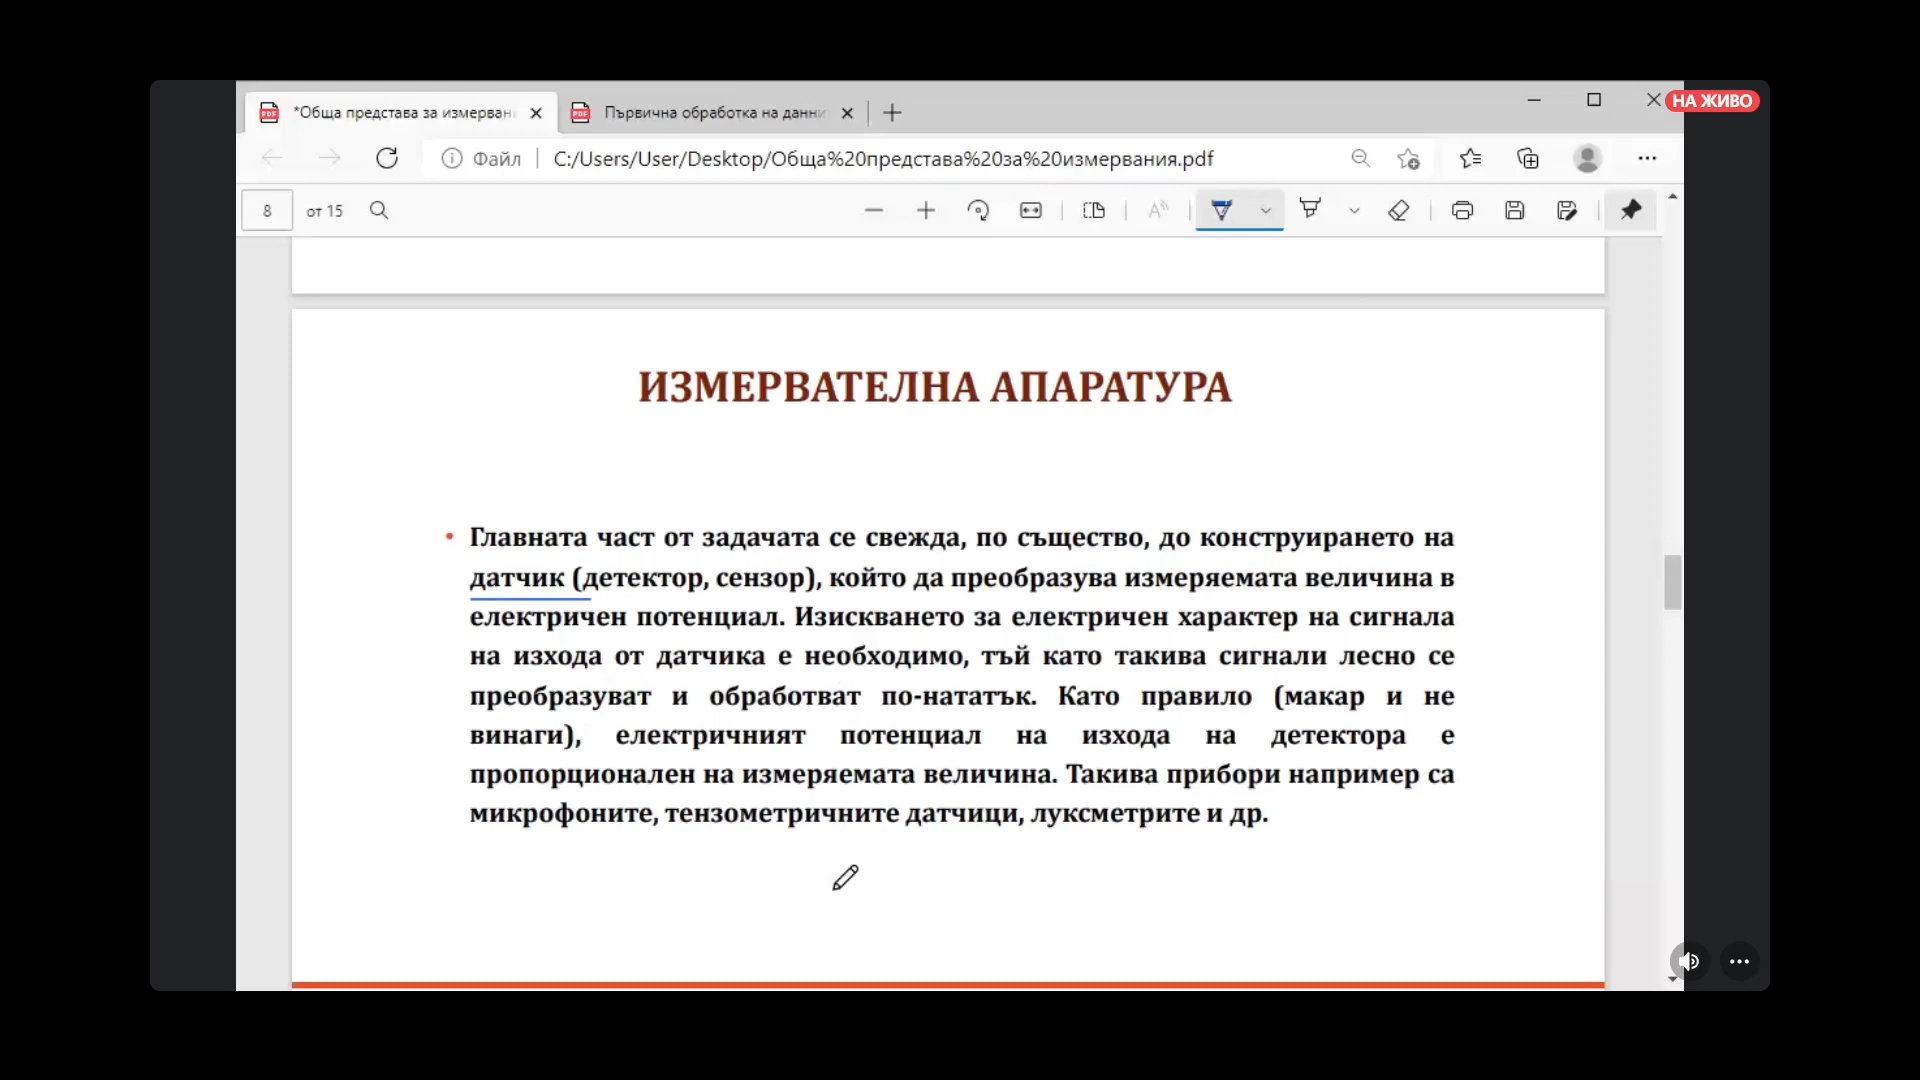 *Обща представа за измерван
Първична обработка на данни
НА ЖИВО
Файл
C:/Users/User/Desktop/Обща%20представа%20за%20измервания.pdf
8 от 15
ИЗМЕРВАТЕЛНА АПАРАТУРА
• Главната част от задачата се свежда, по същество, до конструирането на
датчик (детектор, сензор), който да преобразува измеряемата величина в
електричен потенциал. Изискването за електричен характер на сигнала
на изхода от датчика е необходимо, тъй като такива сигнали лесно се
преобразуват и обработват по-нататък. Като правило (макар и не
винаги), електричният потенциал на изхода на детектора е
пропорционален на измеряемата величина. Такива прибори например са
микрофоните, тензометричните датчици, луксметрите и др.